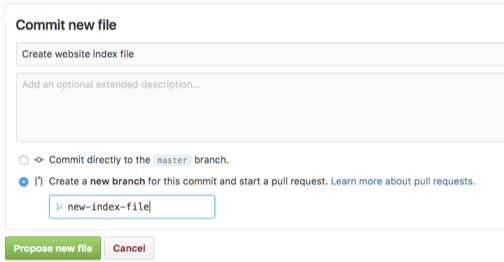 Commit new file
Create website index file
Add an optional extended description...
Commit directly to the master branch.
Create a new branch for this commit and start a pull request. Learn more about pull requests.
new-index-file
Propose new file Cancel